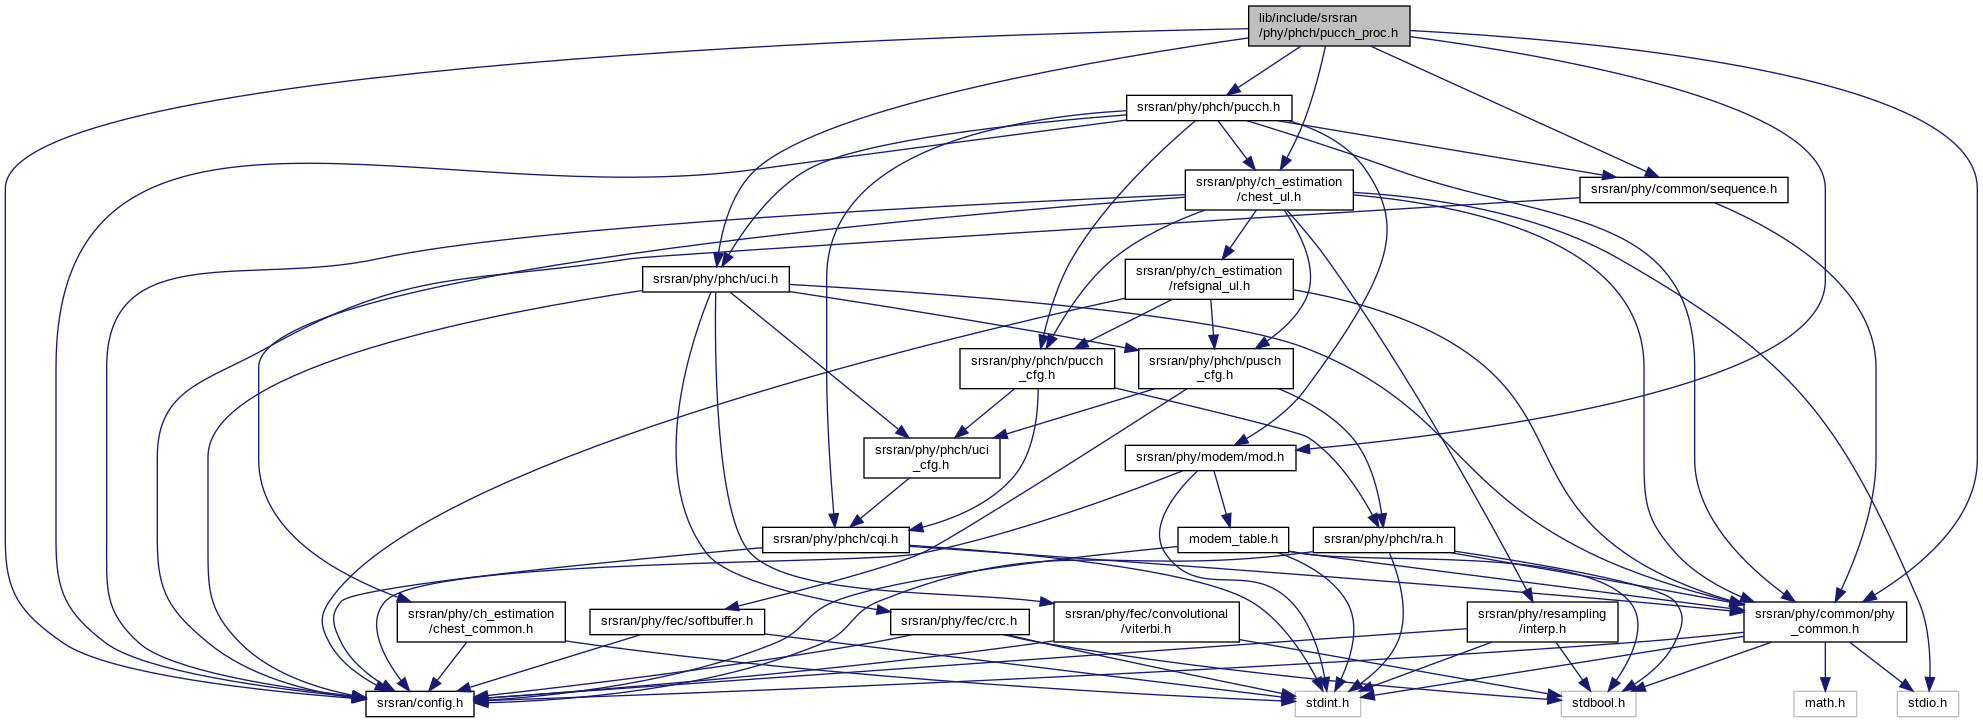 lib/include/srsran
/phy/phch/pucch_proc.h
srsran/phy/phch/pucch.h
srsran/phy/ch_estimation
/chest_ul.h
srsran/phy/common/sequence.h
srsran/phy/phch/uci.h
srsran/phy/ch_estimation
/refsignal_ul.h
srsran/phy/phch/pucch
_cfg.h
srsran/phy/phch/pusch
_cfg.h
srsran/phy/phch/uci
_cfg.h
srsran/phy/modem/mod.h
srsran/phy/phch/cqi.h
modem_table.h
srsran/phy/phch/ra.h
srsran/phy/ch_estimation
/chest_common.h
srsran/phy/fec/softbuffer.h
srsran/phy/fec/crc.h
srsran/phy/fec/convolutional
/viterbi.h
srsran/phy/resampling
/interp.h
srsran/phy/common/phy
_common.h
srsran/config.h
stdint.h
stdbool.h
math.h
stdio.h